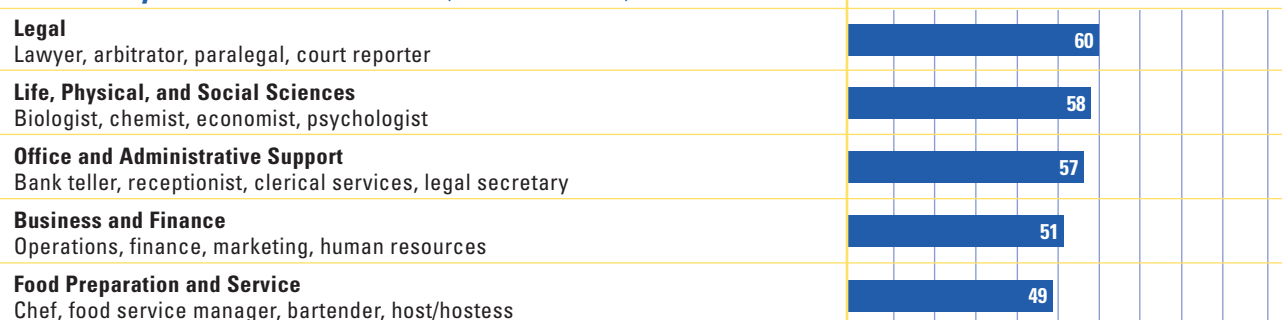 Legal
Lawyer, arbitrator, paralegal, court reporter
60
Life, Physical, and Social Sciences
Biologist, chemist, economist, psychologist
58
Office and Administrative Support
Bank teller, receptionist, clerical services, legal secretary
57
Business and Finance
Operations, finance, marketing, human resources
51
Food Preparation and Service
Chef, food service manager, bartender, host/hostess
49